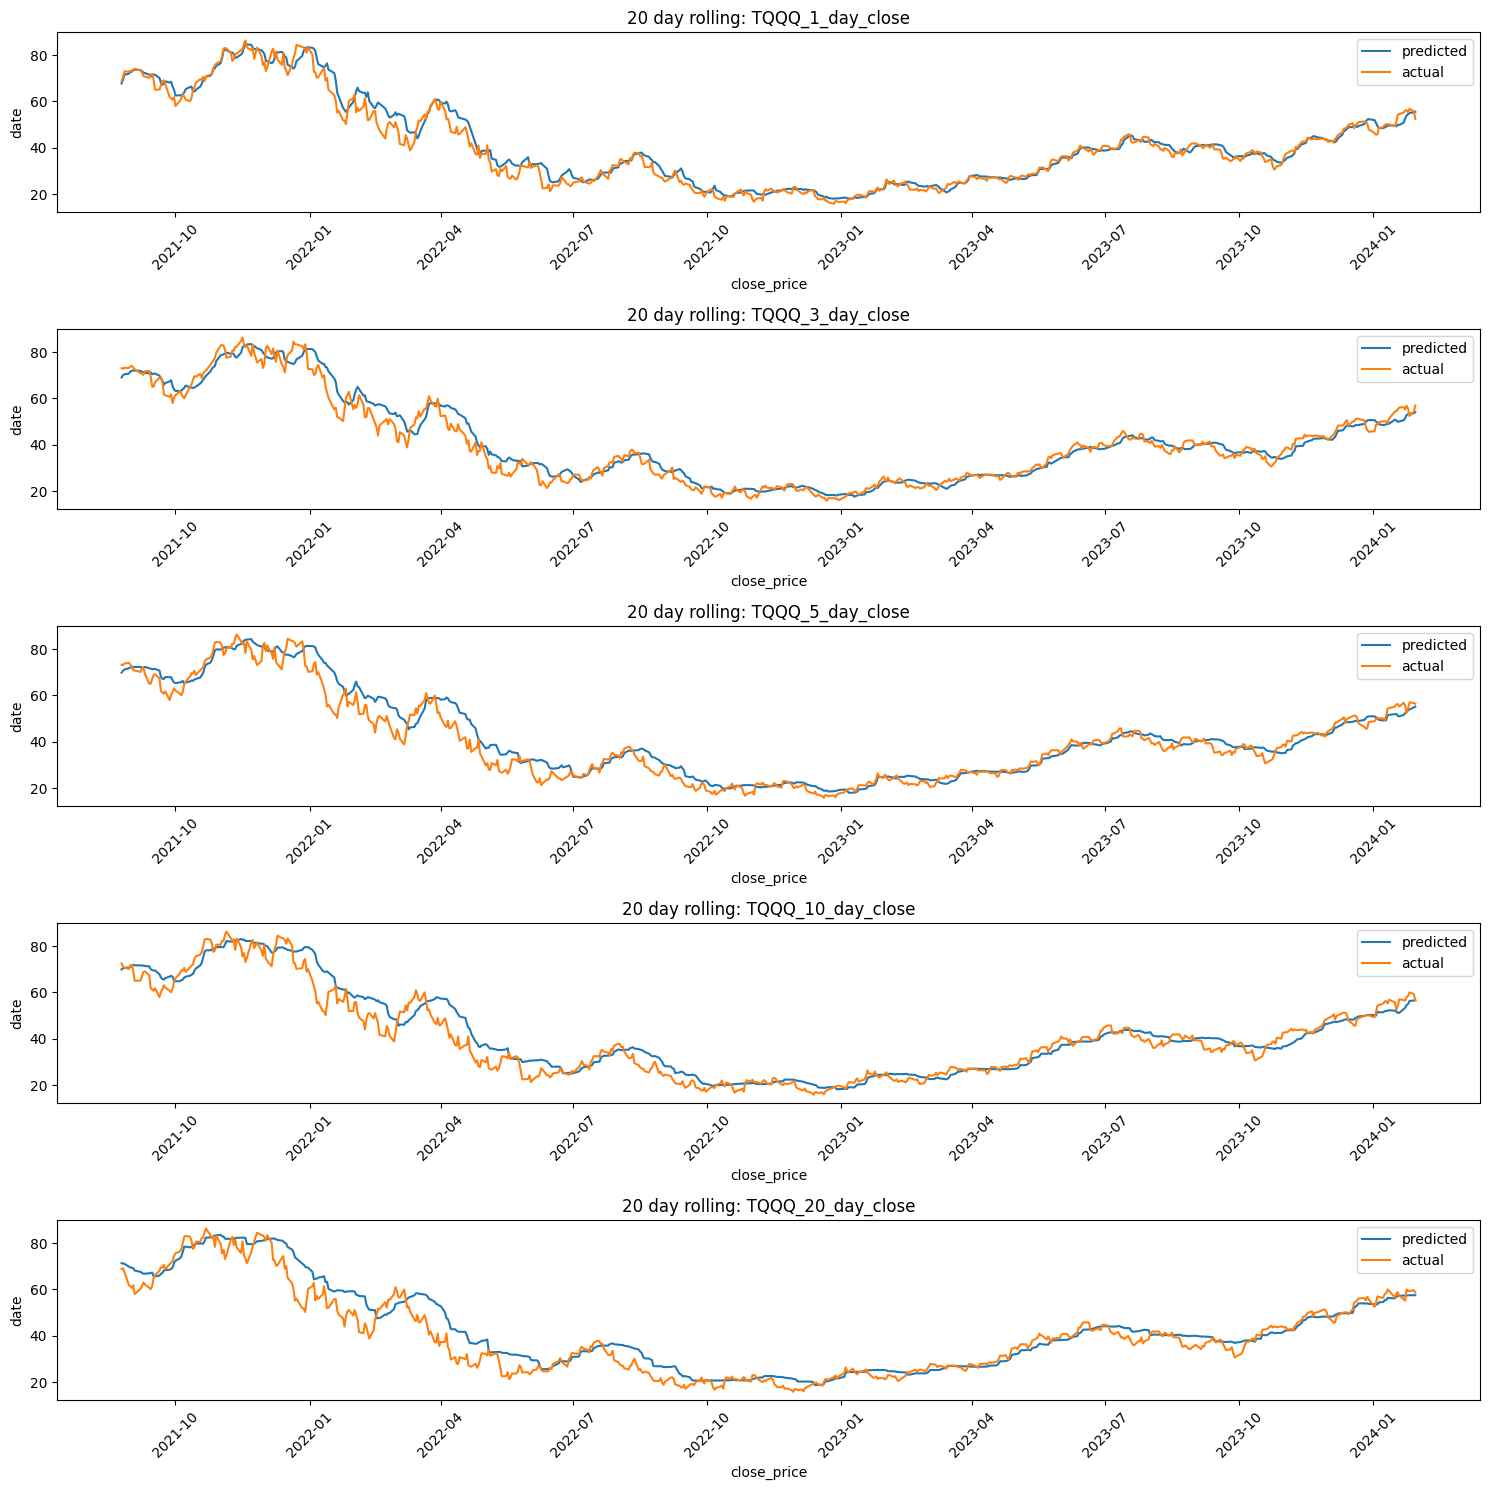 20 day rolling: TQQQ_1_day_close
predicted
actual
date
80
60
40
20
2021-10 2022-01 2022-04 2022-07 2022-10 2023-01 2023-04 2023-07 2023-10 2024-01
close_price
20 day rolling: TQQQ_3_day_close
predicted
actual
date
80
60
40
20
2021-10 2022-01 2022-04 2022-07 2022-10 2023-01 2023-04 2023-07 2023-10 2024-01
close_price
20 day rolling: TQQQ_5_day_close
predicted
actual
date
80
60
40
20
2021-10 2022-01 2022-04 2022-07 2022-10 2023-01 2023-04 2023-07 2023-10 2024-01
close_price
20 day rolling: TQQQ_10_day_close
predicted
actual
date
80
60
40
20
2021-10 2022-01 2022-04 2022-07 2022-10 2023-01 2023-04 2023-07 2023-10 2024-01
close_price
20 day rolling: TQQQ_20_day_close
predicted
actual
date
80
60
40
20
2021-10 2022-01 2022-04 2022-07 2022-10 2023-01 2023-04 2023-07 2023-10 2024-01
close_price